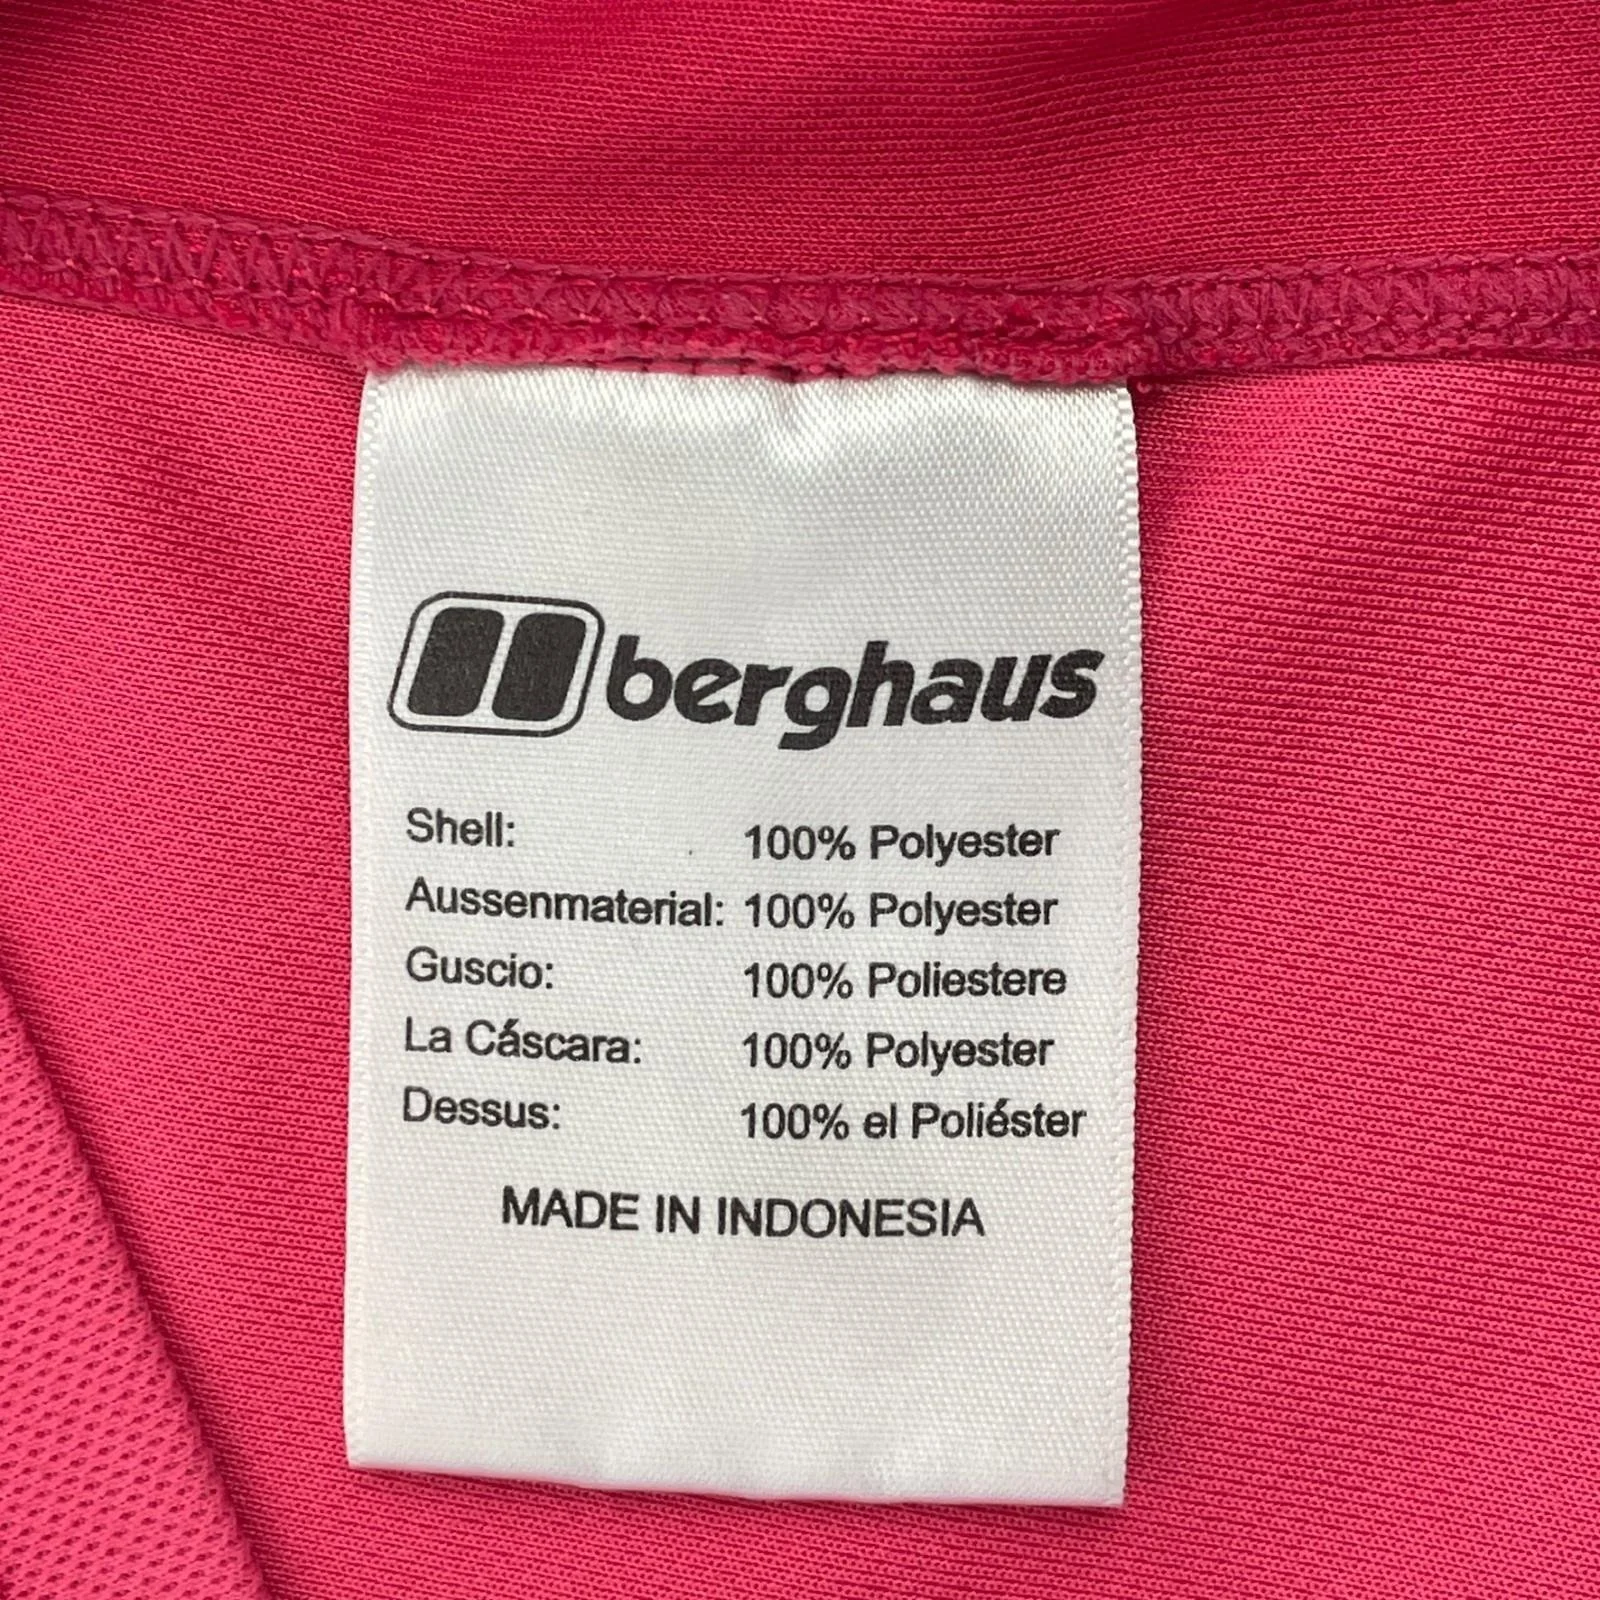 berghaus
Shell: 100% Polyester
Aussenmaterial: 100% Polyester
Guscio: 100% Poliestere
La Cáscara: 100% Polyester
Dessus: 100% el Poliéster
MADE IN INDONESIA